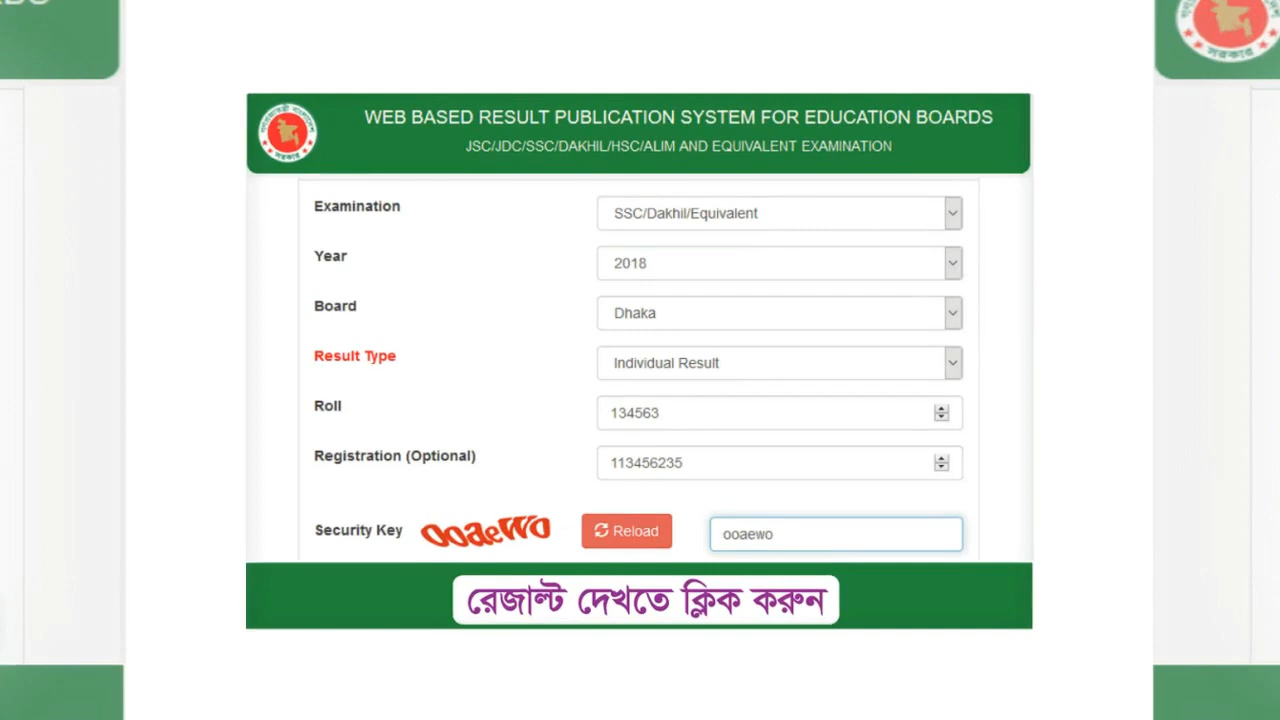 WEB BASED RESULT PUBLICATION SYSTEM FOR EDUCATION BOARDS
JSC/JDC/SSC/DAKHIL/HSC/ALIM AND EQUIVALENT EXAMINATION
Examination SSC/Dakhil/Equivalent
Year 2018
Board Dhaka
Result Type Individual Result
Roll 134563
Registration (Optional) 113456235
Security Key ooaewo Reload ooaewo
রেজাল্ট দেখতে ক্লিক করুন
সরকার